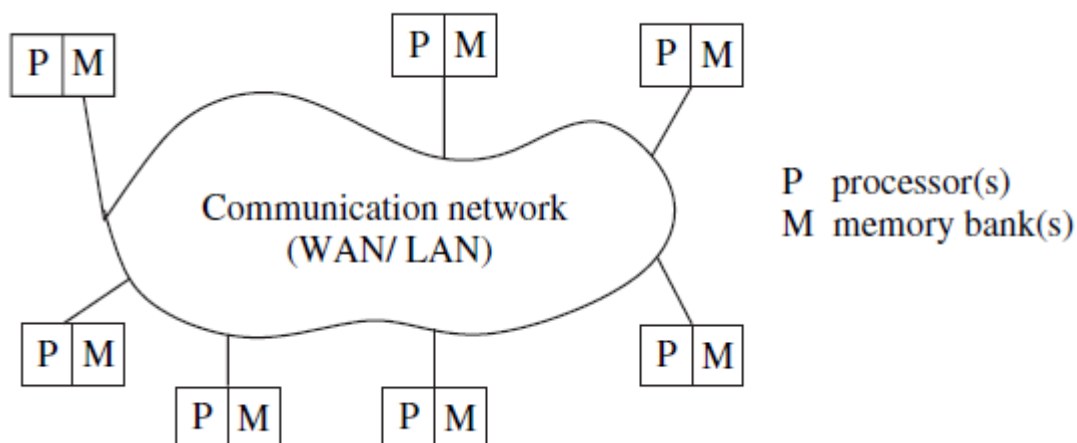 P M
P M
P M
P processor(s)
M memory bank(s)
Communication network
(WAN/ LAN)
P M
P M
P M
P M